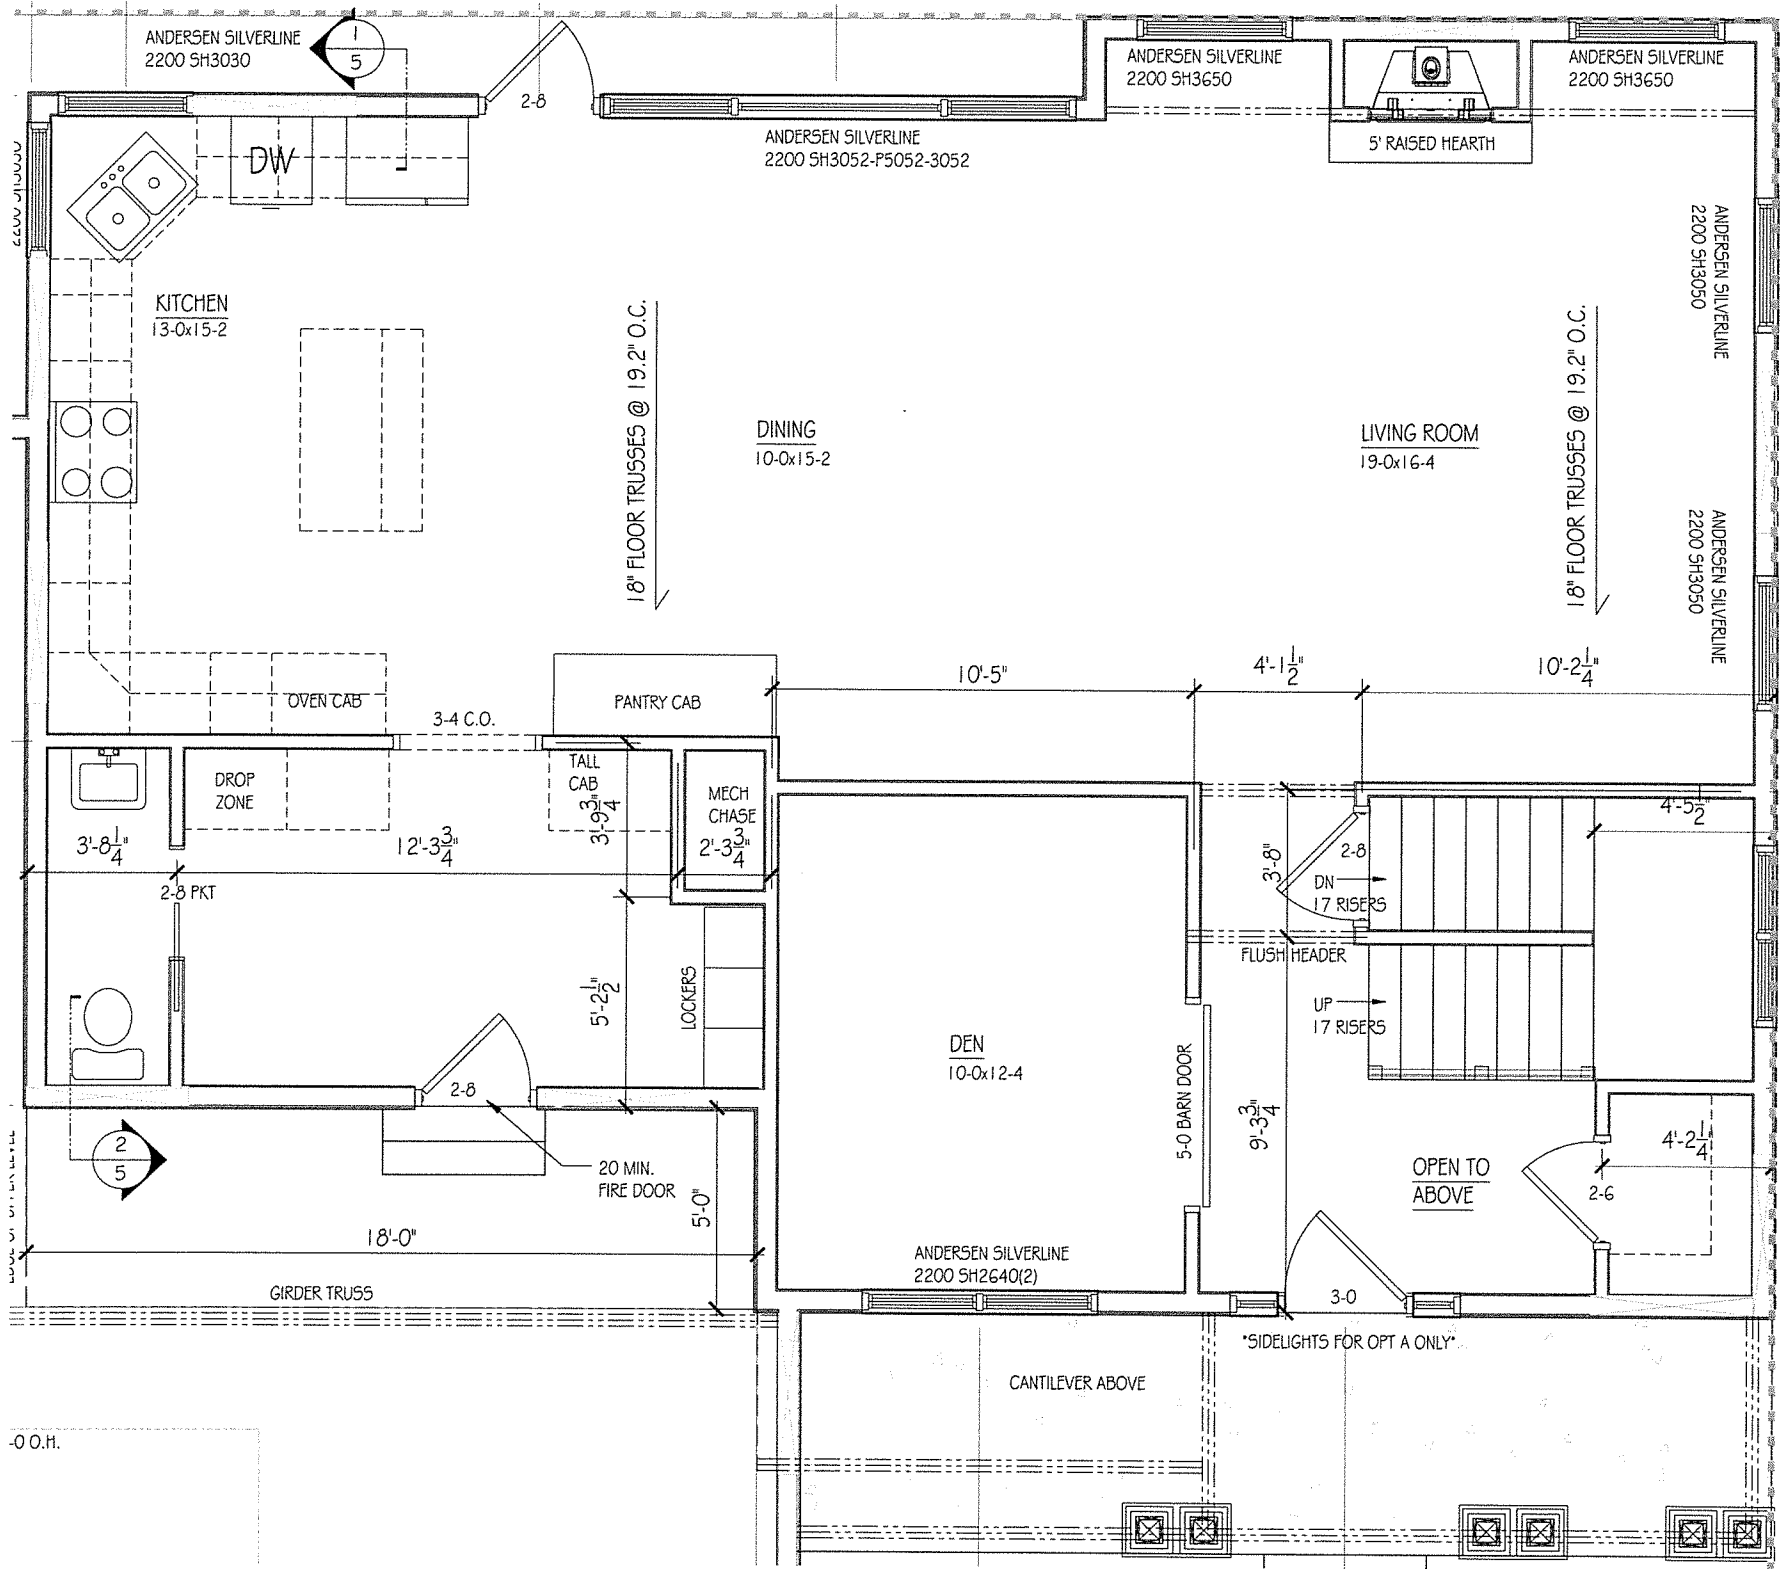 ANDERSEN SILVERLINE
2200 SH3030
1
5
2-8
ANDERSEN SILVERLINE
2200 SH3052-P5052-3052
ANDERSEN SILVERLINE
2200 SH3650
ANDERSEN SILVERLINE
2200 SH3650
5' RAISED HEARTH
DW
KITCHEN
13-0x15-2
18" FLOOR TRUSSES @ 19.2" O.C.
DINING
10-0x15-2
LIVING ROOM
19-0x16-4
18" FLOOR TRUSSES @ 19.2" O.C.
ANDERSEN SILVERLINE
2200 SH3050
ANDERSEN SILVERLINE
2200 SH3050
OVEN CAB
3-4 C.O.
PANTRY CAB
10'-5"
4'-1 1/2"
10'-2 1/4"
DROP
ZONE
TALL
CAB
3'-9 3/4"
MECH
CHASE
3'-8 1/4"
12'-3 3/4"
2'-3 3/4"
2-8 PKT
4'-5 1/2"
3'-8"
2-8
DN
17 RISERS
FLUSH HEADER
UP
17 RISERS
5'-2 1/2"
LOCKERS
DEN
10-0x12-4
5-0 BARN DOOR
9'-3 3/4"
2-8
20 MIN.
FIRE DOOR
2
5
5'-0"
18'-0"
GIRDER TRUSS
OPEN TO
ABOVE
4'-2 1/4"
2-6
ANDERSEN SILVERLINE
2200 SH2640(2)
3-0
"SIDELIGHTS FOR OPT A ONLY"
CANTILEVER ABOVE
-0 O.H.